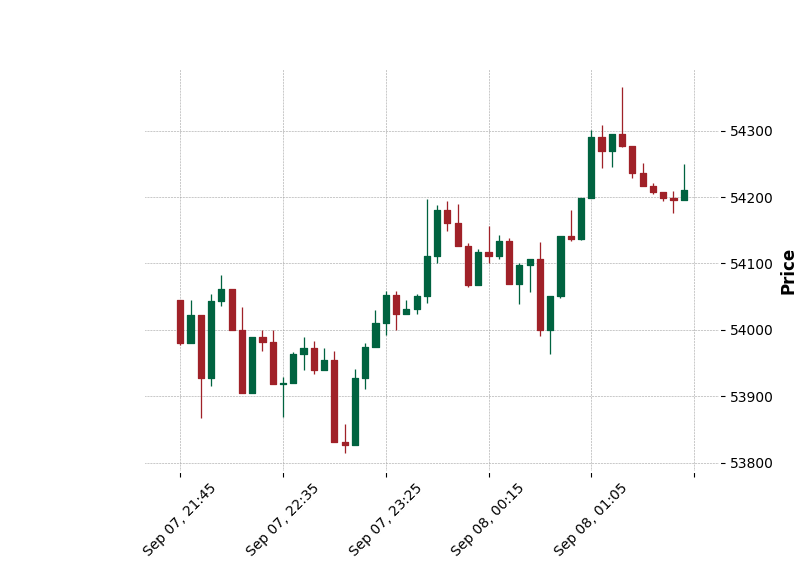 54300
54200
54100
54000
53900
53800
Price
Sep 07, 21:45
Sep 07, 22:35
Sep 07, 23:25
Sep 08, 00:15
Sep 08, 01:05